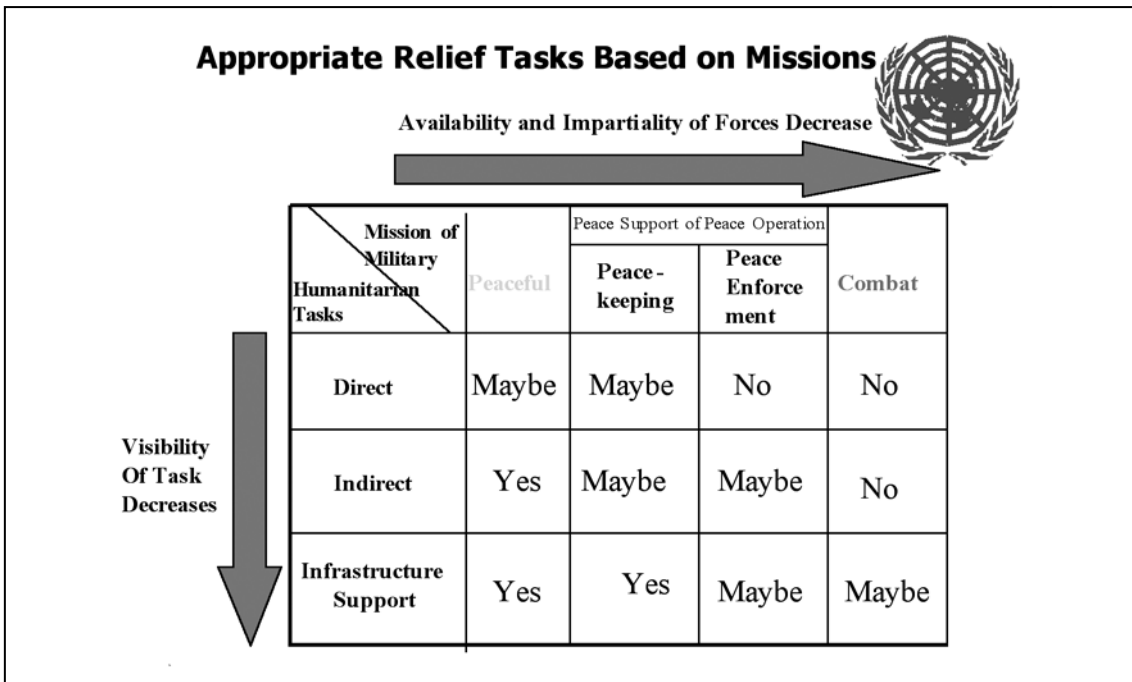 Appropriate Relief Tasks Based on Missions
Availability and Impartiality of Forces Decrease
Mission of
Military
Humanitarian
Tasks
Peaceful
Peace Support of Peace Operation
Peace-
keeping
Peace
Enforce
ment
Combat
Visibility
Of Task
Decreases
Direct
Maybe
Maybe
No
No
Indirect
Yes
Maybe
Maybe
No
Infrastructure
Support
Yes
Yes
Maybe
Maybe